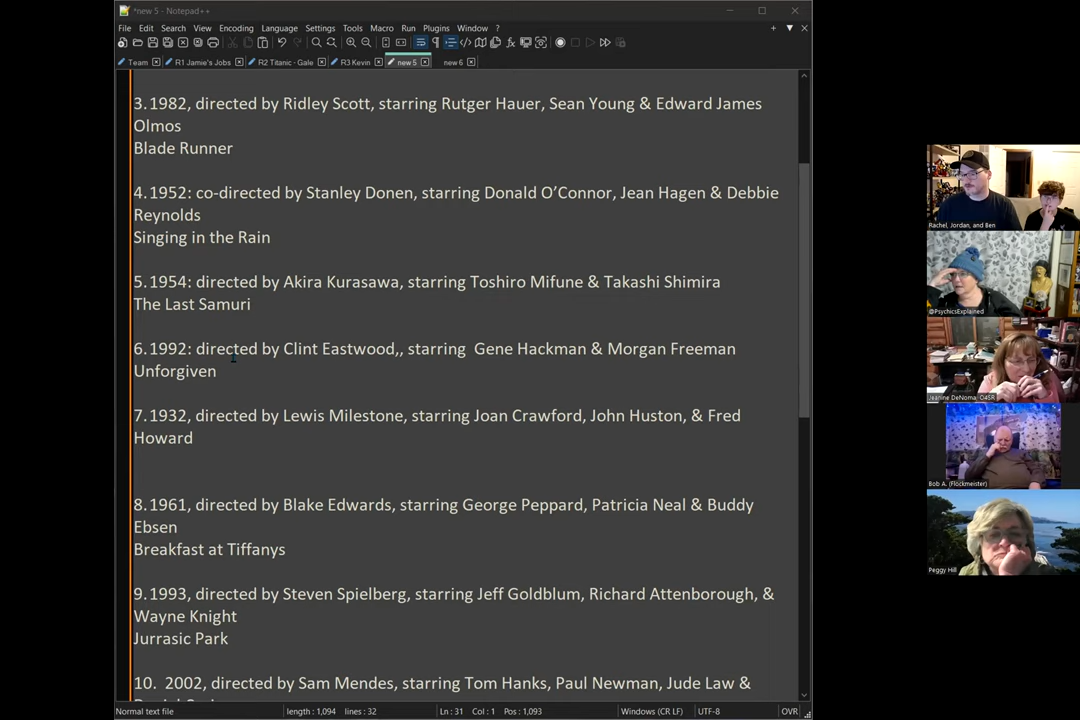 *new 5 - Notepad++
File Edit Search View Encoding Language Settings Tools Macro Run Plugins Window ?
Team R1 Jamie's Jobs R2 Titanic - Gale R3 Kevin new 5 new 6
3.1982, directed by Ridley Scott, starring Rutger Hauer, Sean Young & Edward James
Olmos
Blade Runner
4.1952: co-directed by Stanley Donen, starring Donald O’Connor, Jean Hagen & Debbie
Reynolds
Singing in the Rain
5.1954: directed by Akira Kurasawa, starring Toshiro Mifune & Takashi Shimira
The Last Samuri
6.1992: directed by Clint Eastwood,, starring  Gene Hackman & Morgan Freeman
Unforgiven
7.1932, directed by Lewis Milestone, starring Joan Crawford, John Huston, & Fred
Howard
8.1961, directed by Blake Edwards, starring George Peppard, Patricia Neal & Buddy
Ebsen
Breakfast at Tiffanys
9.1993, directed by Steven Spielberg, starring Jeff Goldblum, Richard Attenborough, &
Wayne Knight
Jurrasic Park
10.  2002, directed by Sam Mendes, starring Tom Hanks, Paul Newman, Jude Law &
Normal text file length : 1,094 lines : 32 Ln : 31 Col : 1 Pos : 1,093 Windows (CR LF) UTF-8 OVR
Rachel, Jordan, and Ben
@PsychicsExplained
Jeanine DeNoma, O4SR
Bob A. (Flockmeister)
Peggy Hill